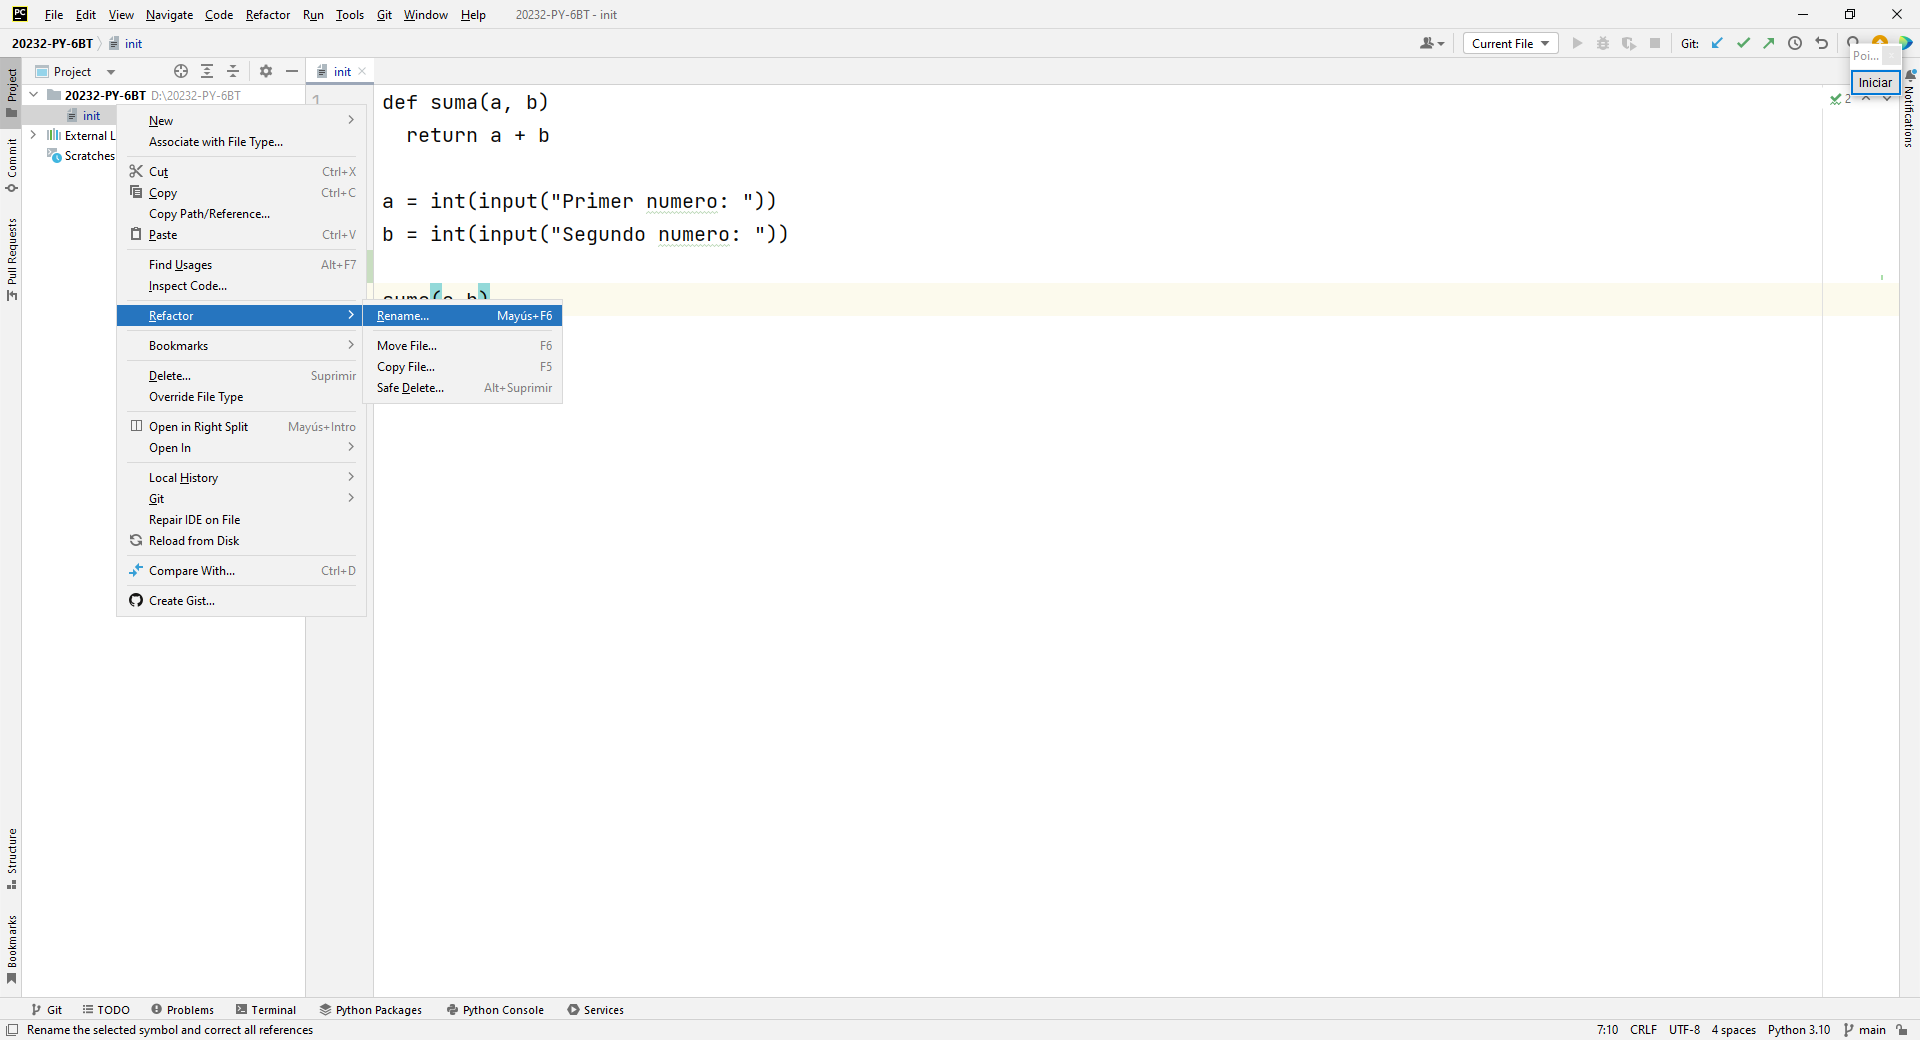 File Edit View Navigate Code Refactor Run Tools Git Window Help 20232-PY-6BT - init
20232-PY-6BT init
Current File
Git:
Project
init
Poi...
Iniciar
20232-PY-6BT D:\20232-PY-6BT
init
External L
Scratches
Project
Commit
Pull Requests
Structure
Bookmarks
Notifications
New
Associate with File Type...
Cut Ctrl+X
Copy Ctrl+C
Copy Path/Reference...
Paste Ctrl+V
Find Usages Alt+F7
Inspect Code...
Refactor
Bookmarks
Delete... Suprimir
Override File Type
Open in Right Split Mayús+Intro
Open In
Local History
Git
Repair IDE on File
Reload from Disk
Compare With... Ctrl+D
Create Gist...
Rename... Mayús+F6
Move File... F6
Copy File... F5
Safe Delete... Alt+Suprimir
1
def suma(a, b)
return a + b
a = int(input("Primer numero: "))
b = int(input("Segundo numero: "))
2
Git TODO Problems Terminal Python Packages Python Console Services
Rename the selected symbol and correct all references
7:10 CRLF UTF-8 4 spaces Python 3.10 main